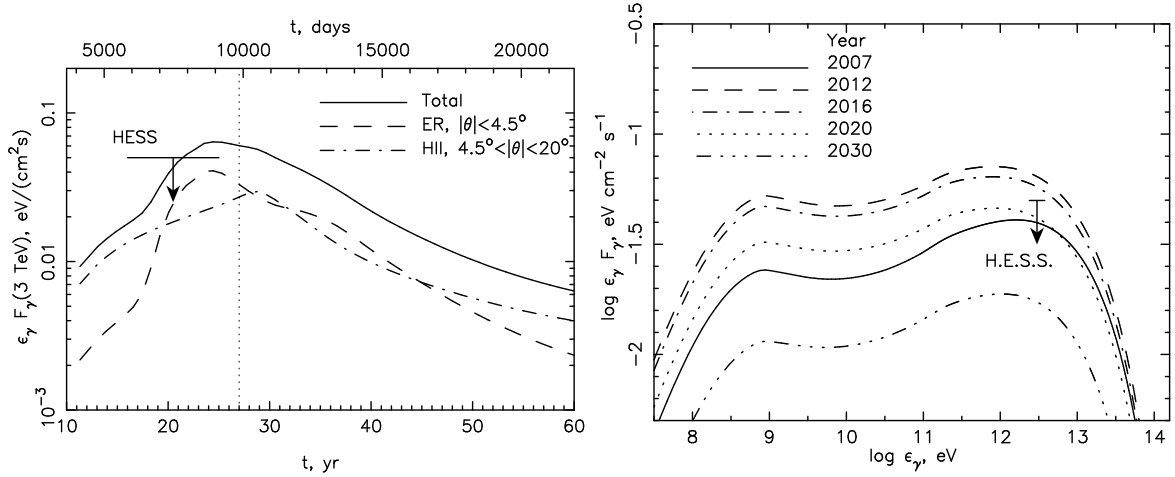 t, days
5000 10000 15000 20000
0.1
0.01
10⁻³
ε_γ F_γ(3 TeV), eV/(cm²s)
HESS
Total
ER, |θ|<4.5°
HII, 4.5°<|θ|<20°
10 20 30 40 50 60
t, yr
−0.5
−1
−1.5
−2
log ε_γ F_γ, eV cm⁻² s⁻¹
Year
2007
2012
2016
2020
2030
H.E.S.S.
8 9 10 11 12 13 14
log ε_γ, eV